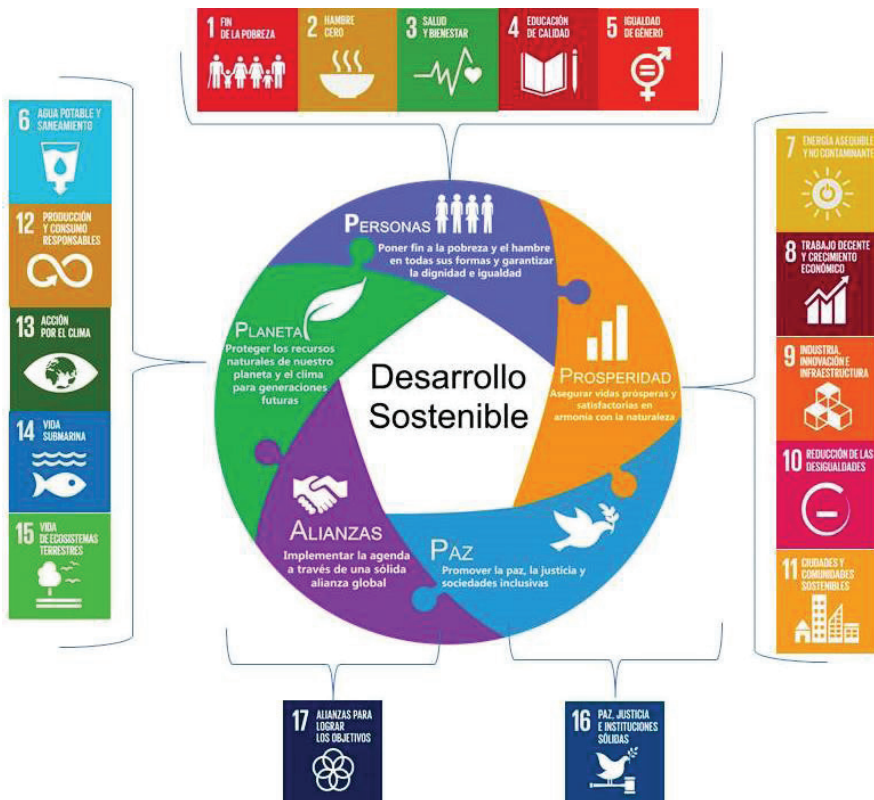 1 FIN
DE LA POBREZA
2 HAMBRE
CERO
3 SALUD
Y BIENESTAR
4 EDUCACIÓN
DE CALIDAD
5 IGUALDAD
DE GÉNERO
6 AGUA POTABLE Y
SANEAMIENTO
12 PRODUCCIÓN
Y CONSUMO
RESPONSABLES
13 ACCIÓN
POR EL CLIMA
14 VIDA
SUBMARINA
15 VIDA
DE ECOSISTEMAS
TERRESTRES
PERSONAS
Poner fin a la pobreza y el hambre
en todas sus formas y garantizar
la dignidad e igualdad
PLANETA
Proteger los recursos
naturales de nuestro
planeta y el clima
para generaciones
futuras
Desarrollo
Sostenible
PROSPERIDAD
Asegurar vidas prósperas y
satisfactorias en
armonía con la naturaleza
ALIANZAS
Implementar la agenda
a través de una sólida
alianza global
PAZ
Promover la paz, la justicia y
sociedades inclusivas
7 ENERGÍA ASEQUIBLE
Y NO CONTAMINANTE
8 TRABAJO DECENTE
Y CRECIMIENTO
ECONÓMICO
9 INDUSTRIA,
INNOVACIÓN E
INFRAESTRUCTURA
10 REDUCCIÓN DE LAS
DESIGUALDADES
11 CIUDADES Y
COMUNIDADES
SOSTENIBLES
17 ALIANZAS PARA
LOGRAR
LOS OBJETIVOS
16 PAZ, JUSTICIA
E INSTITUCIONES
SÓLIDAS